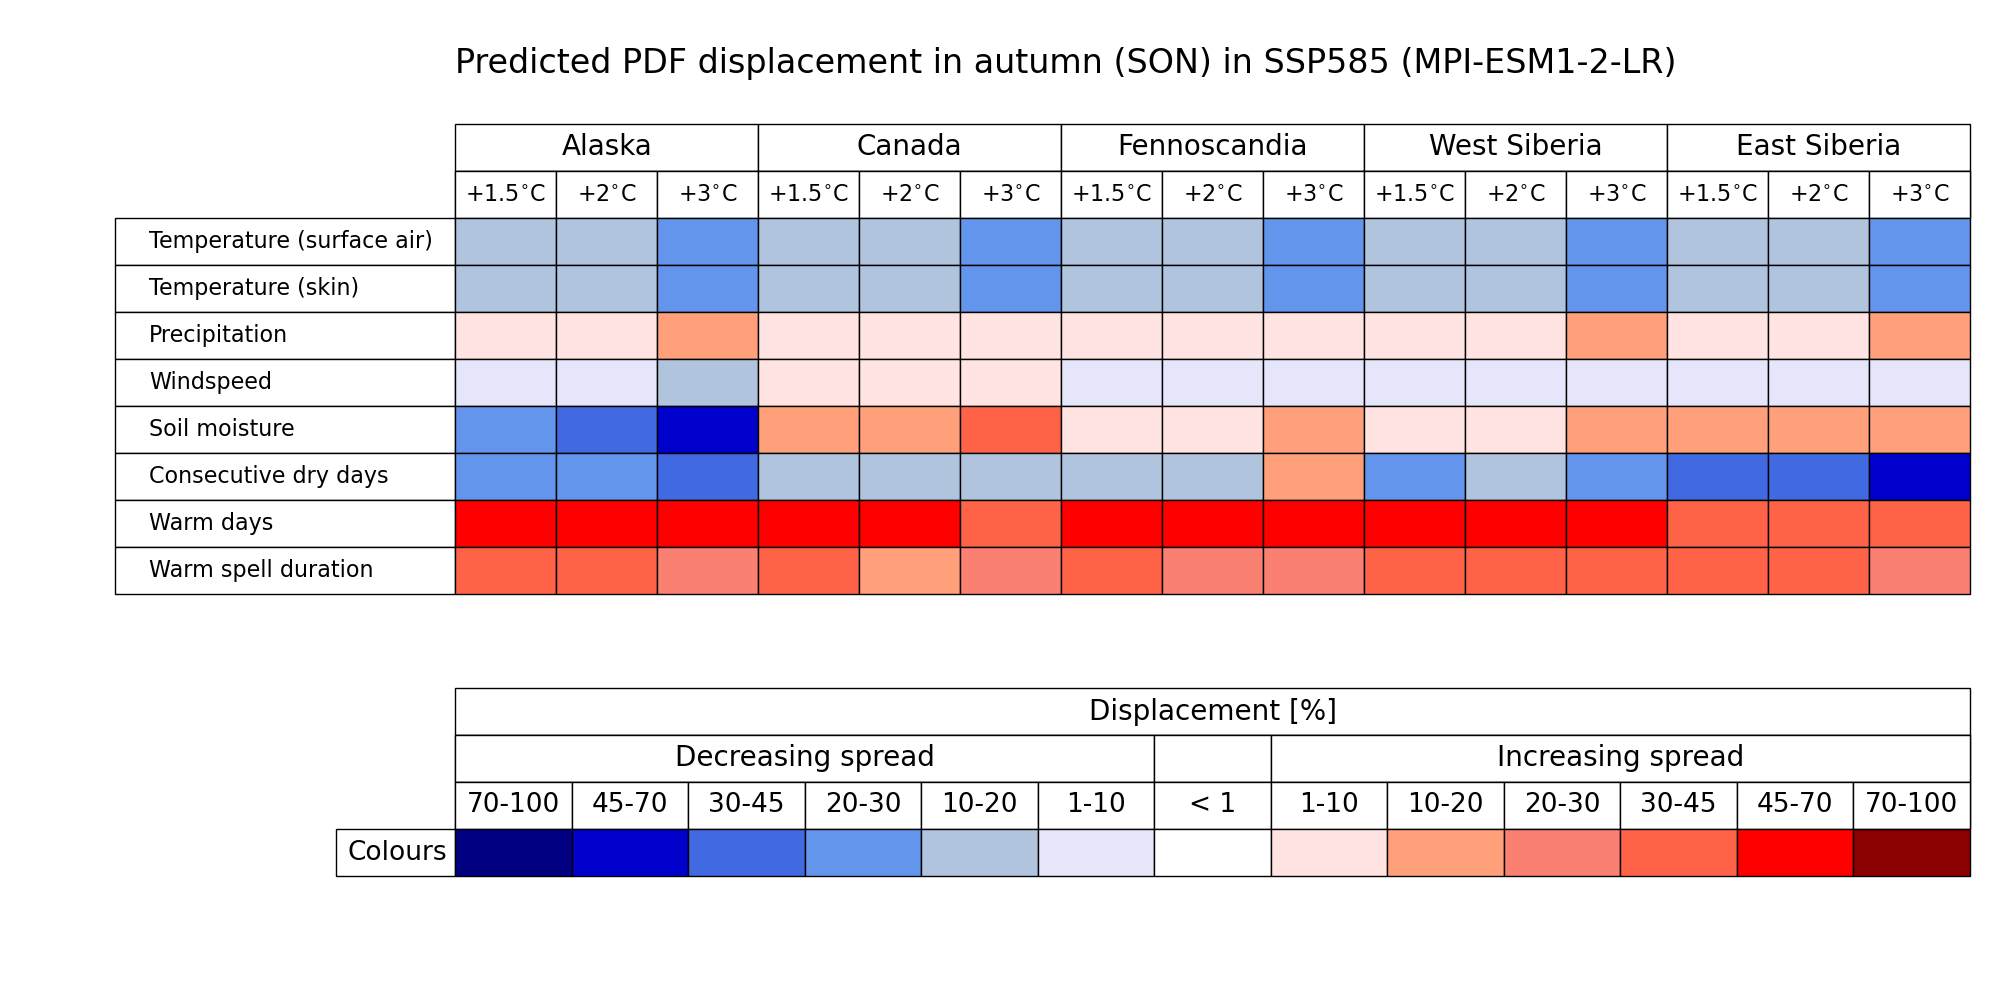 Predicted PDF displacement in autumn (SON) in SSP585 (MPI-ESM1-2-LR)
Alaska Canada Fennoscandia West Siberia East Siberia
+1.5°C +2°C +3°C +1.5°C +2°C +3°C +1.5°C +2°C +3°C +1.5°C +2°C +3°C +1.5°C +2°C +3°C
Temperature (surface air)
Temperature (skin)
Precipitation
Windspeed
Soil moisture
Consecutive dry days
Warm days
Warm spell duration
Displacement [%]
Decreasing spread Increasing spread
70-100 45-70 30-45 20-30 10-20 1-10 < 1 1-10 10-20 20-30 30-45 45-70 70-100
Colours